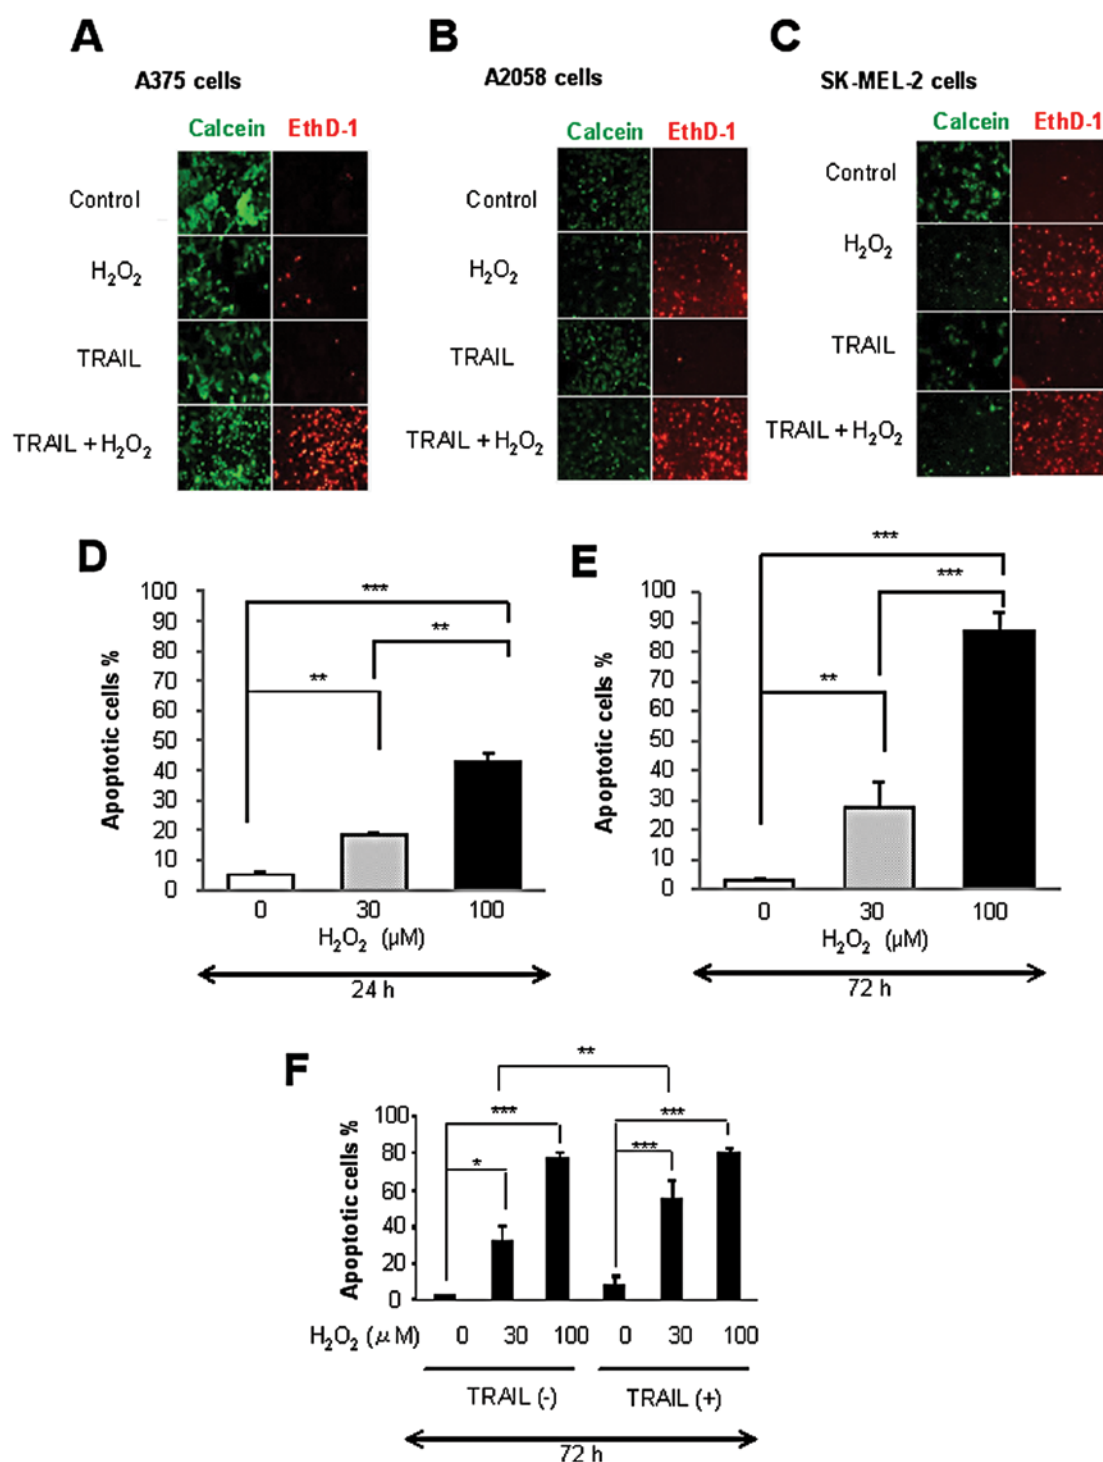 A B C
A375 cells A2058 cells SK-MEL-2 cells
Calcein EthD-1 Calcein EthD-1 Calcein EthD-1
Control Control Control
H₂O₂ H₂O₂ H₂O₂
TRAIL TRAIL TRAIL
TRAIL + H₂O₂ TRAIL + H₂O₂ TRAIL + H₂O₂
D
Apoptotic cells %
100
90
80
70
60
50
40
30
20
10
0
***
**
**
0 30 100
H₂O₂ (µM)
24 h
E
Apoptotic cells %
100
90
80
70
60
50
40
30
20
10
0
***
***
**
0 30 100
H₂O₂ (µM)
72 h
F
Apoptotic cells %
100
80
60
40
20
0
**
***
*
***
***
H₂O₂ (μM) 0 30 100 0 30 100
TRAIL (-) TRAIL (+)
72 h